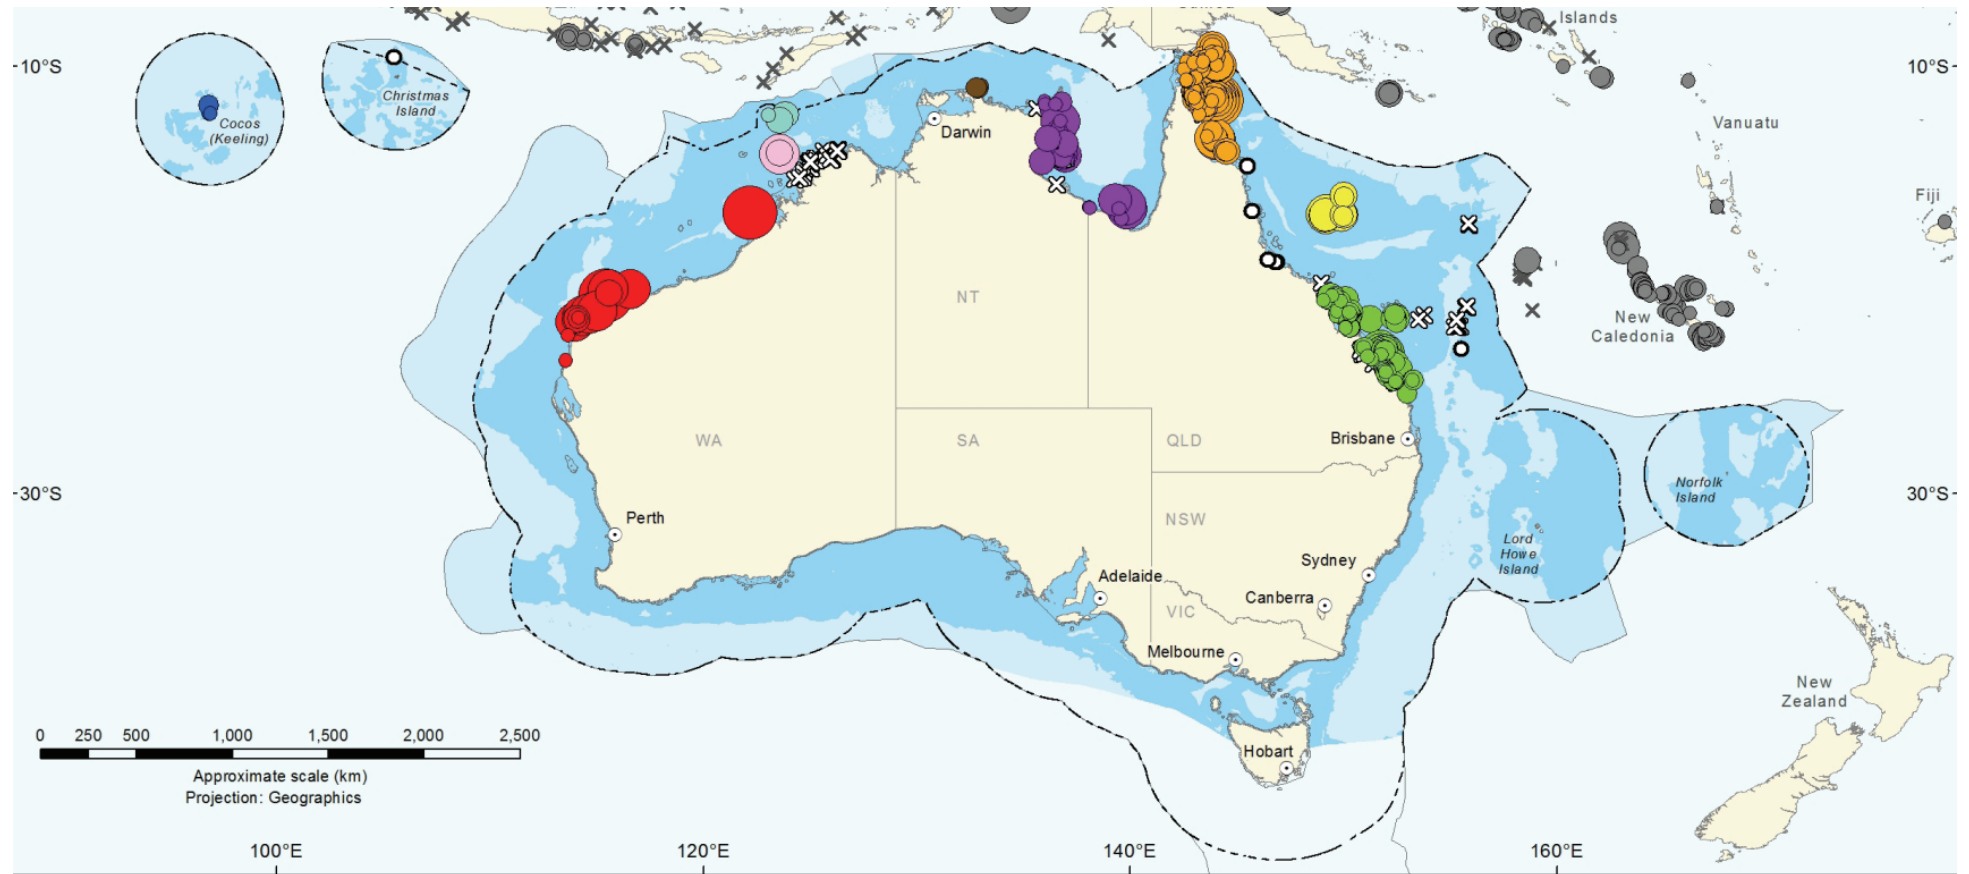 Islands
10°S
10°S
Christmas
Island
Cocos
(Keeling)
Darwin
Vanuatu
Fiji
NT
New
Caledonia
WA
SA
QLD
Brisbane
30°S
30°S
Norfolk
Island
Perth
NSW
Lord
Howe
Island
Sydney
Adelaide
Canberra
VIC
Melbourne
New
Zealand
0 250 500 1,000 1,500 2,000 2,500
Hobart
Approximate scale (km)
Projection: Geographics
100°E
120°E
140°E
160°E